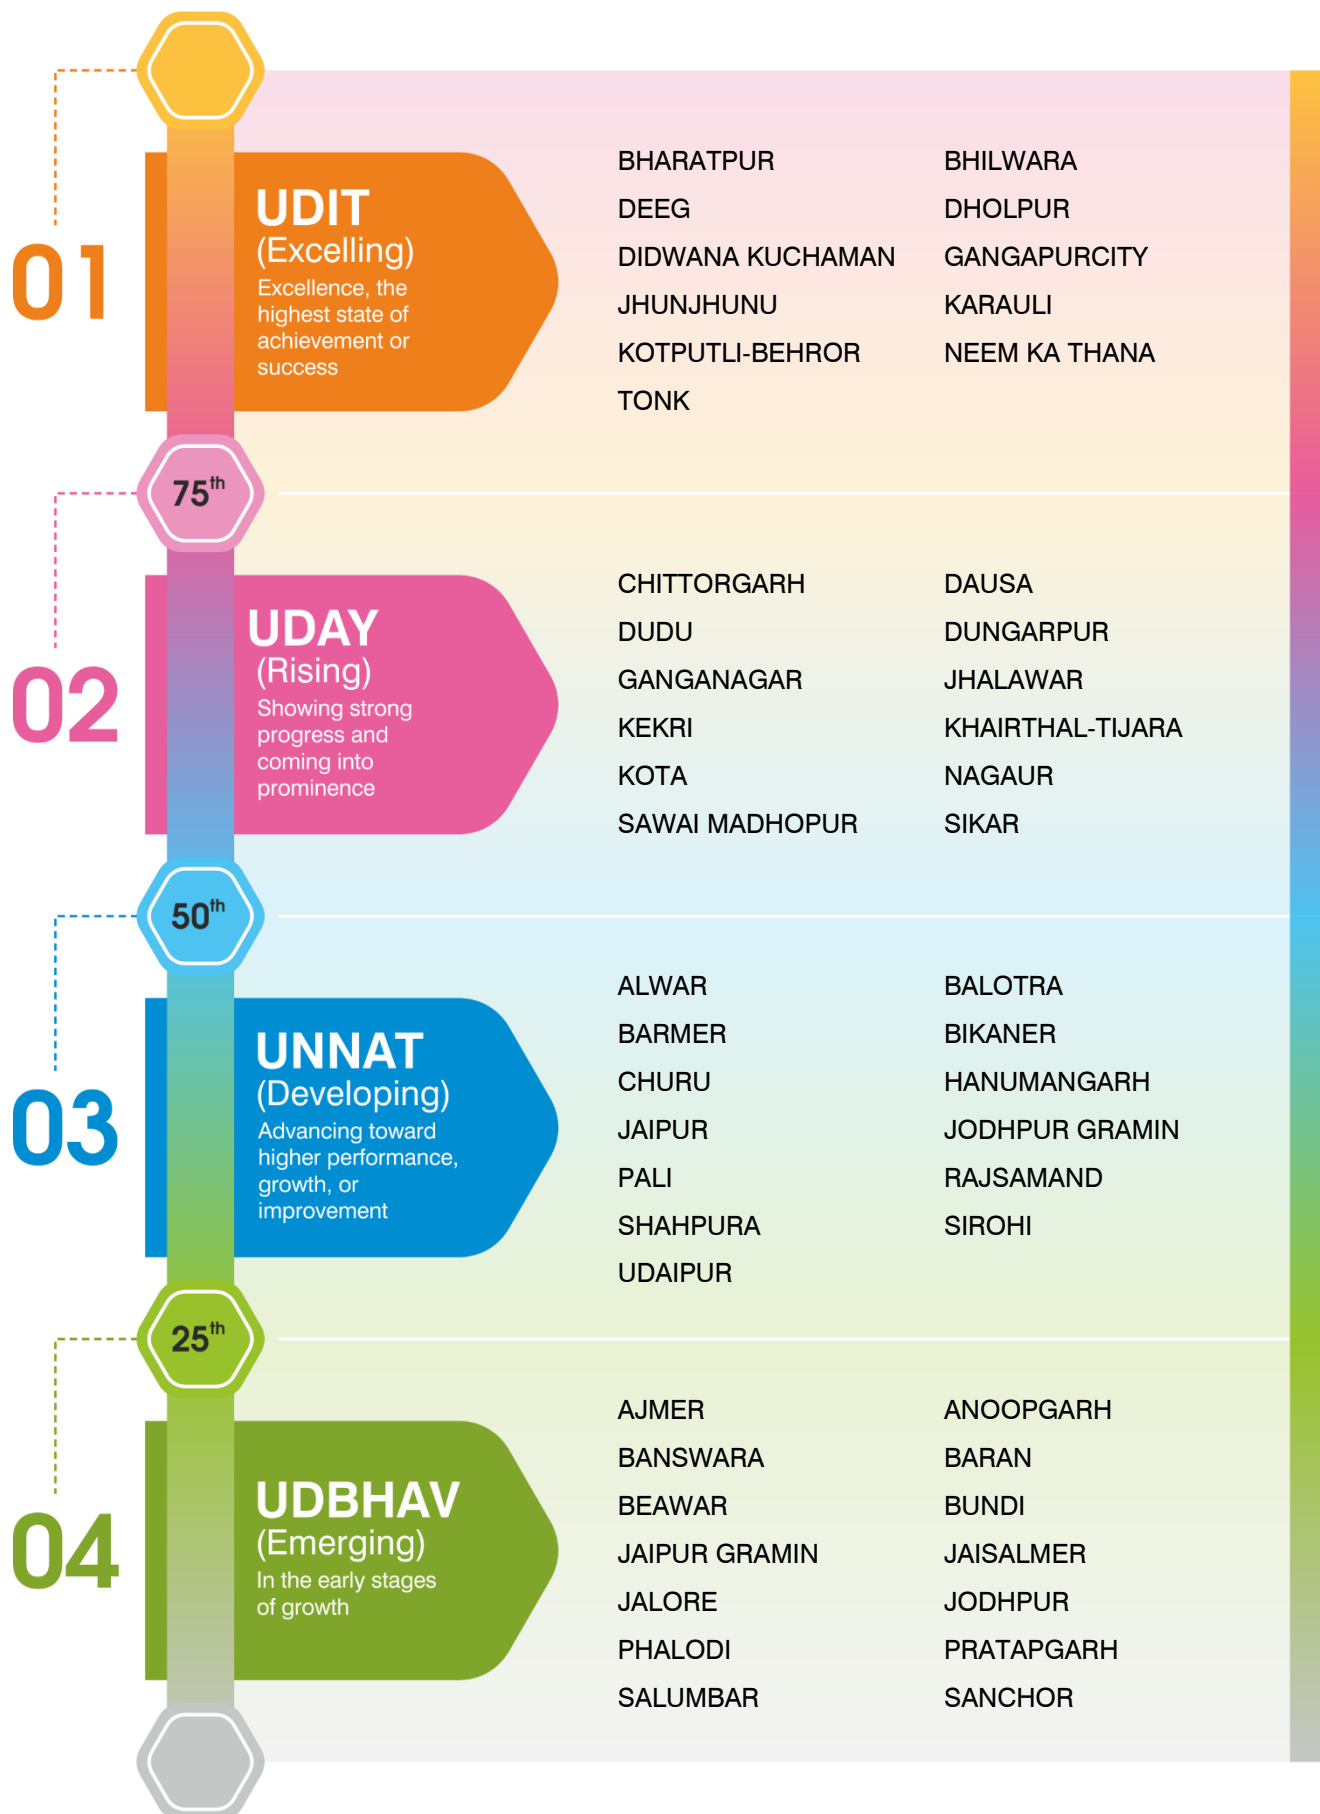 01
UDIT
(Excelling)
Excellence, the
highest state of
achievement or
success
BHARATPUR BHILWARA
DEEG DHOLPUR
DIDWANA KUCHAMAN GANGAPURCITY
JHUNJHUNU KARAULI
KOTPUTLI-BEHROR NEEM KA THANA
TONK
75th
02
UDAY
(Rising)
Showing strong
progress and
coming into
prominence
CHITTORGARH DAUSA
DUDU DUNGARPUR
GANGANAGAR JHALAWAR
KEKRI KHAIRTHAL-TIJARA
KOTA NAGAUR
SAWAI MADHOPUR SIKAR
50th
03
UNNAT
(Developing)
Advancing toward
higher performance,
growth, or
improvement
ALWAR BALOTRA
BARMER BIKANER
CHURU HANUMANGARH
JAIPUR JODHPUR GRAMIN
PALI RAJSAMAND
SHAHPURA SIROHI
UDAIPUR
25th
04
UDBHAV
(Emerging)
In the early stages
of growth
AJMER ANOOPGARH
BANSWARA BARAN
BEAWAR BUNDI
JAIPUR GRAMIN JAISALMER
JALORE JODHPUR
PHALODI PRATAPGARH
SALUMBAR SANCHOR